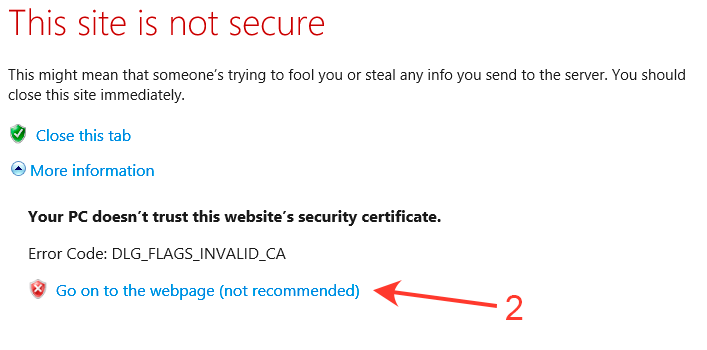 This site is not secure
This might mean that someone's trying to fool you or steal any info you send to the server. You should
close this site immediately.
Close this tab
More information
Your PC doesn't trust this website's security certificate.
Error Code: DLG_FLAGS_INVALID_CA
Go on to the webpage (not recommended)
2